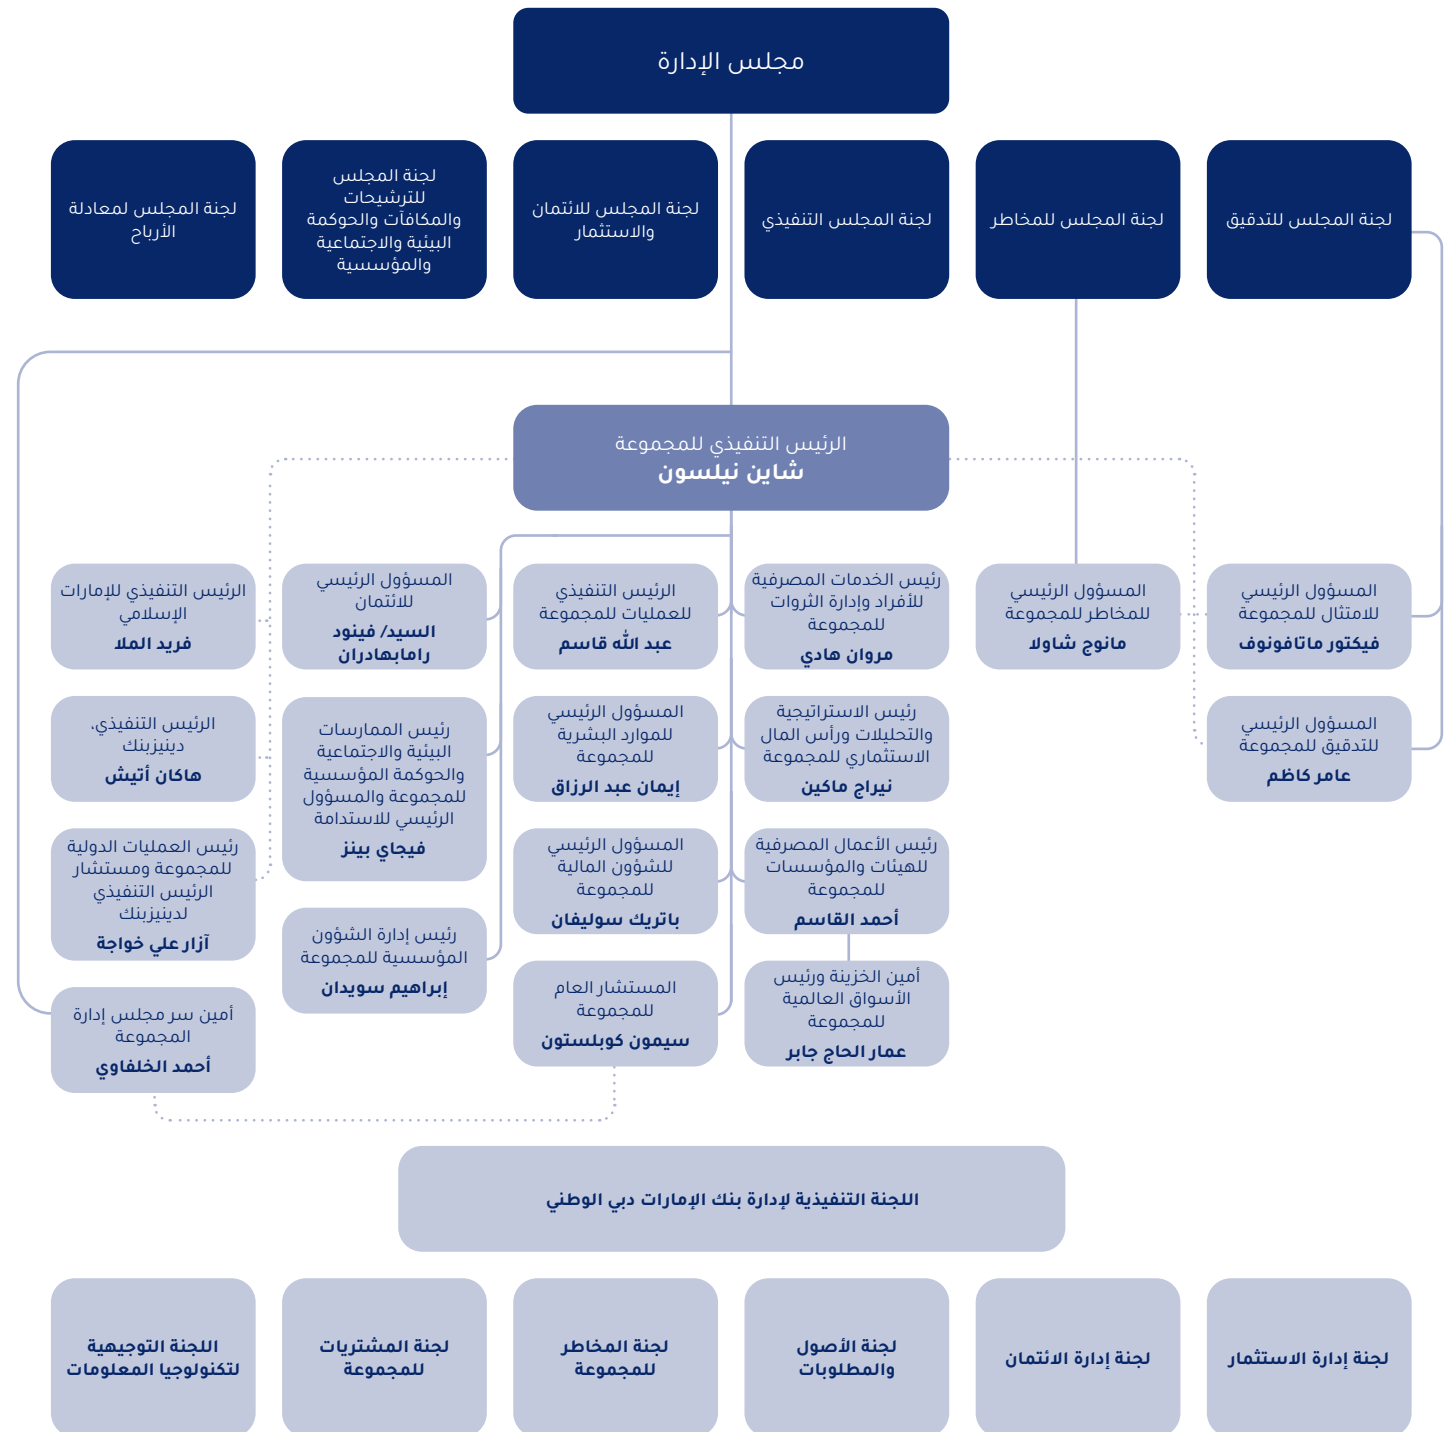 مجلس الإدارة
لجنة المجلس للتدقيق
لجنة المجلس للمخاطر
لجنة المجلس التنفيذي
لجنة المجلس للائتمان
والاستثمار
لجنة المجلس
للترشيحات
والمكافآت والحوكمة
البيئية والاجتماعية
والمؤسسية
لجنة المجلس لمعادلة
الأرباح
الرئيس التنفيذي للمجموعة
شاين نيلسون
المسؤول الرئيسي
للامتثال للمجموعة
فيكتور ماتافونوف
المسؤول الرئيسي
للمخاطر للمجموعة
مانوج شاولا
رئيس الخدمات المصرفية
للأفراد وإدارة الثروات
للمجموعة
مروان هادي
الرئيس التنفيذي
للعمليات للمجموعة
عبد الله قاسم
المسؤول الرئيسي
للائتمان
السيد/ فينود
رامابهادران
الرئيس التنفيذي للإمارات
الإسلامي
فريد الملا
المسؤول الرئيسي
للتدقيق للمجموعة
عامر كاظم
رئيس الاستراتيجية
والتحليلات ورأس المال
الاستثماري للمجموعة
نيراج ماكين
المسؤول الرئيسي
للموارد البشرية
للمجموعة
إيمان عبد الرزاق
رئيس الممارسات
البيئية والاجتماعية
والحوكمة المؤسسية
للمجموعة والمسؤول
الرئيسي للاستدامة
فيجاي بينز
الرئيس التنفيذي،
دينيزبنك
هاكان أتيش
رئيس الأعمال المصرفية
للهيئات والمؤسسات
للمجموعة
أحمد القاسم
المسؤول الرئيسي
للشؤون المالية
للمجموعة
باتريك سوليفان
رئيس إدارة الشؤون
المؤسسية للمجموعة
إبراهيم سويدان
رئيس العمليات الدولية
للمجموعة ومستشار
الرئيس التنفيذي
لدينيزبنك
آزار علي خواجة
أمين الخزينة ورئيس
الأسواق العالمية
للمجموعة
عمار الحاج جابر
المستشار العام
للمجموعة
سيمون كوبلستون
أمين سر مجلس إدارة
المجموعة
أحمد الخلفاوي
اللجنة التنفيذية لإدارة بنك الإمارات دبي الوطني
لجنة إدارة الاستثمار
لجنة إدارة الائتمان
لجنة الأصول
والمطلوبات
لجنة المخاطر
للمجموعة
لجنة المشتريات
للمجموعة
اللجنة التوجيهية
لتكنولوجيا المعلومات